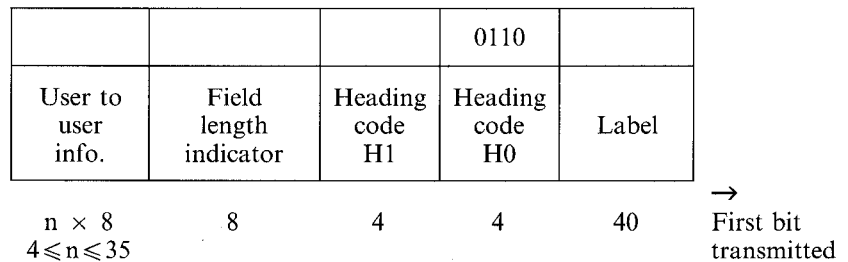 0110
User to user info.
Field length indicator
Heading code H1
Heading code H0
Label
n × 8
4≤n≤35
8
4
4
40
→
First bit transmitted